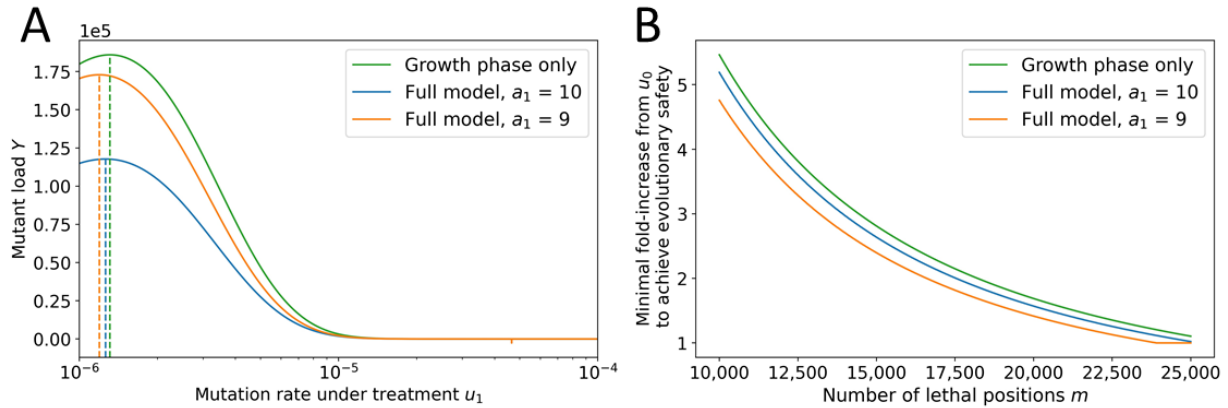 A
1e5
Mutant load Y
1.75
1.50
1.25
1.00
0.75
0.50
0.25
0.00
Growth phase only
Full model, a₁ = 10
Full model, a₁ = 9
10⁻⁶
10⁻⁵
10⁻⁴
Mutation rate under treatment u₁
B
Minimal fold-increase from u₀
to achieve evolutionary safety
5
4
3
2
1
Growth phase only
Full model, a₁ = 10
Full model, a₁ = 9
10,000
12,500
15,000
17,500
20,000
22,500
25,000
Number of lethal positions m